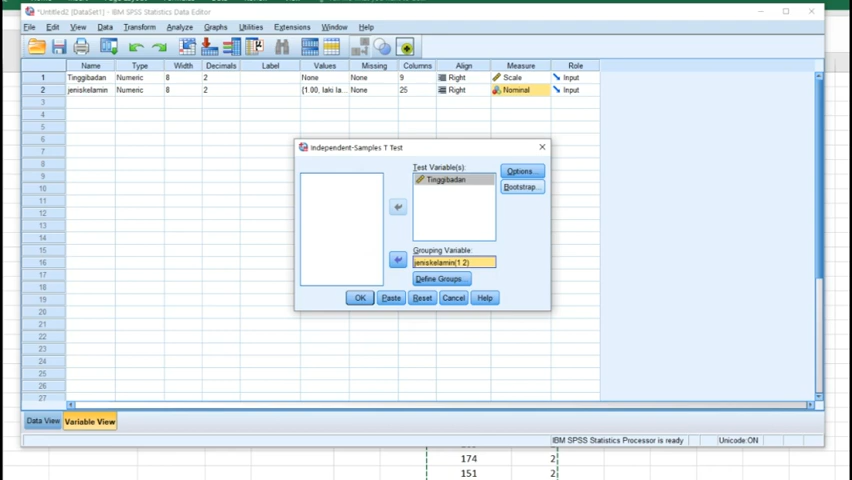 *Untitled2 [DataSet1] - IBM SPSS Statistics Data Editor
File Edit View Data Transform Graphs Analyze Utilities Extensions Window Help
Name Type Width Decimals Label Values Missing Columns Align Measure Role
1 Tinggibadan Numeric 8 2 None None 9 Right Scale Input
2 jeniskelamin Numeric 8 2 {1.00, laki la... None 25 Right Nominal Input
3
4
5
6
7
8
9
10
11
12
13
14
15
16
17
18
19
20
21
22
23
24
25
26
27
Independent-Samples T Test
Test Variable(s):
Tinggibadan
Options...
Bootstrap...
Grouping Variable:
jeniskelamin(1 2)
Define Groups...
OK Paste Reset Cancel Help
Data View Variable View
IBM SPSS Statistics Processor is ready Unicode:ON
174 2
151 2